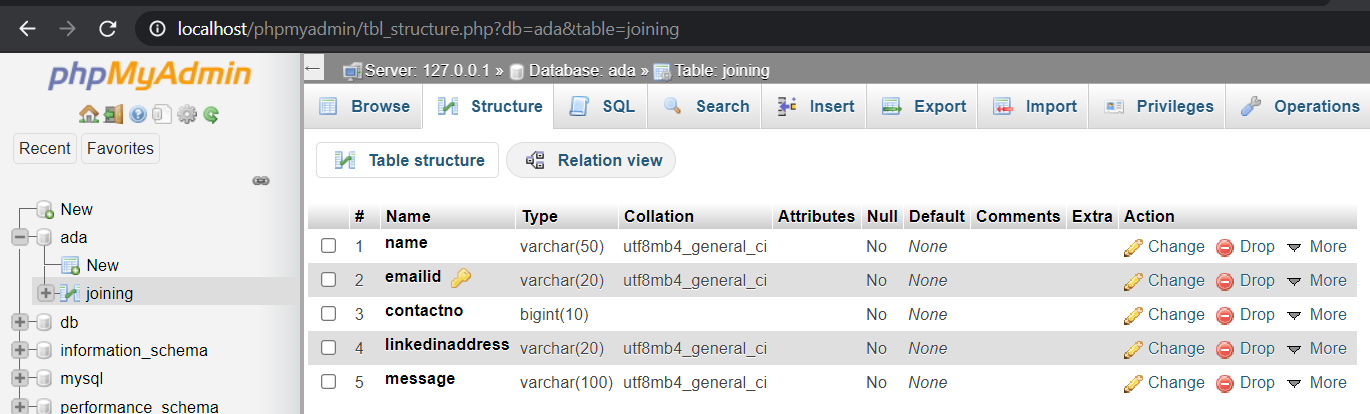 localhost/phpmyadmin/tbl_structure.php?db=ada&table=joining
phpMyAdmin
Recent Favorites
New
ada
New
joining
db
information_schema
mysql
performance_schema
Server: 127.0.0.1 » Database: ada » Table: joining
Browse Structure SQL Search Insert Export Import Privileges Operations
Table structure Relation view
# Name Type Collation Attributes Null Default Comments Extra Action
1 name varchar(50) utf8mb4_general_ci No None Change Drop More
2 emailid varchar(20) utf8mb4_general_ci No None Change Drop More
3 contactno bigint(10) No None Change Drop More
4 linkedinaddress varchar(20) utf8mb4_general_ci No None Change Drop More
5 message varchar(100) utf8mb4_general_ci No None Change Drop More